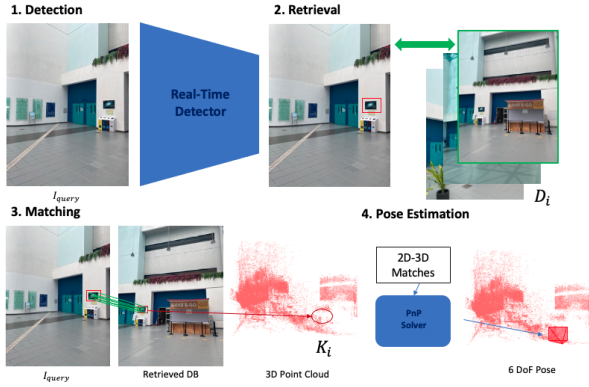 1. Detection
2. Retrieval
Real-Time
Detector
I_query
D_i
3. Matching
4. Pose Estimation
2D-3D
Matches
PnP
Solver
K_i
I_query
Retrieved DB
3D Point Cloud
6 DoF Pose